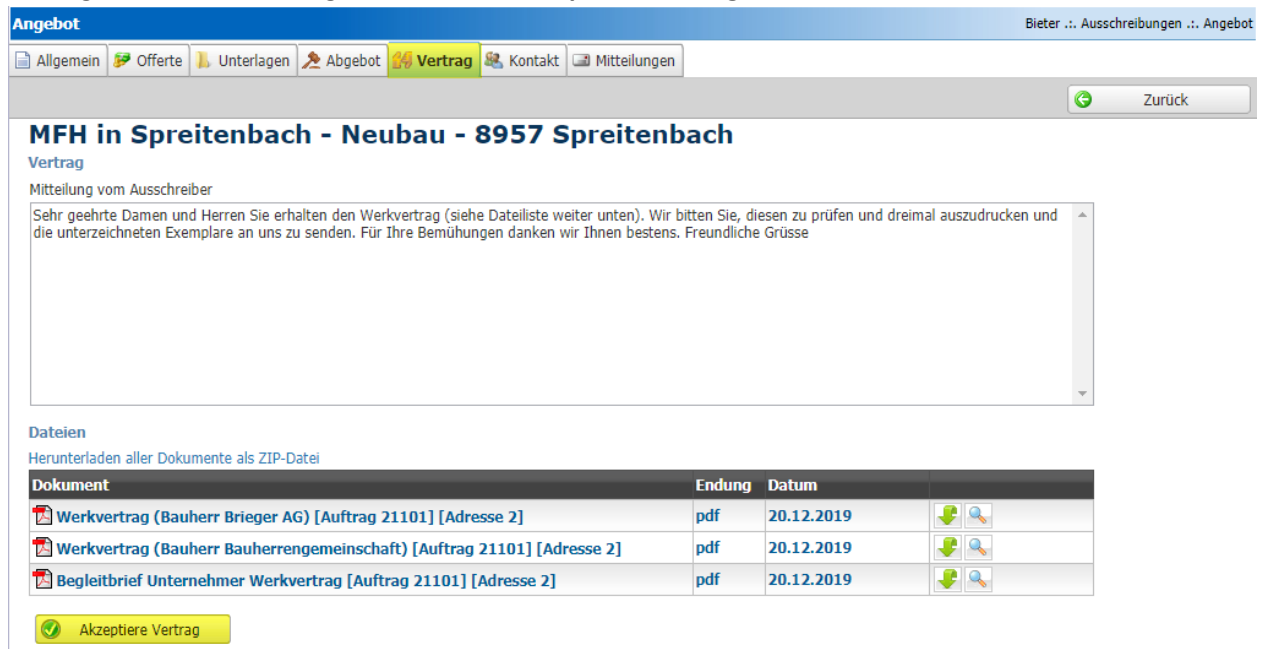 Angebot
Bieter .:. Ausschreibungen .:. Angebot
Allgemein Offerte Unterlagen Abgebot Vertrag Kontakt Mitteilungen
Zurück
MFH in Spreitenbach - Neubau - 8957 Spreitenbach
Vertrag
Mitteilung vom Ausschreiber
Sehr geehrte Damen und Herren Sie erhalten den Werkvertrag (siehe Dateiliste weiter unten). Wir bitten Sie, diesen zu prüfen und dreimal auszudrucken und
die unterzeichneten Exemplare an uns zu senden. Für Ihre Bemühungen danken wir Ihnen bestens. Freundliche Grüsse
Dateien
Herunterladen aller Dokumente als ZIP-Datei
Dokument Endung Datum
Werkvertrag (Bauherr Brieger AG) [Auftrag 21101] [Adresse 2] pdf 20.12.2019
Werkvertrag (Bauherr Bauherrengemeinschaft) [Auftrag 21101] [Adresse 2] pdf 20.12.2019
Begleitbrief Unternehmer Werkvertrag [Auftrag 21101] [Adresse 2] pdf 20.12.2019
Akzeptiere Vertrag